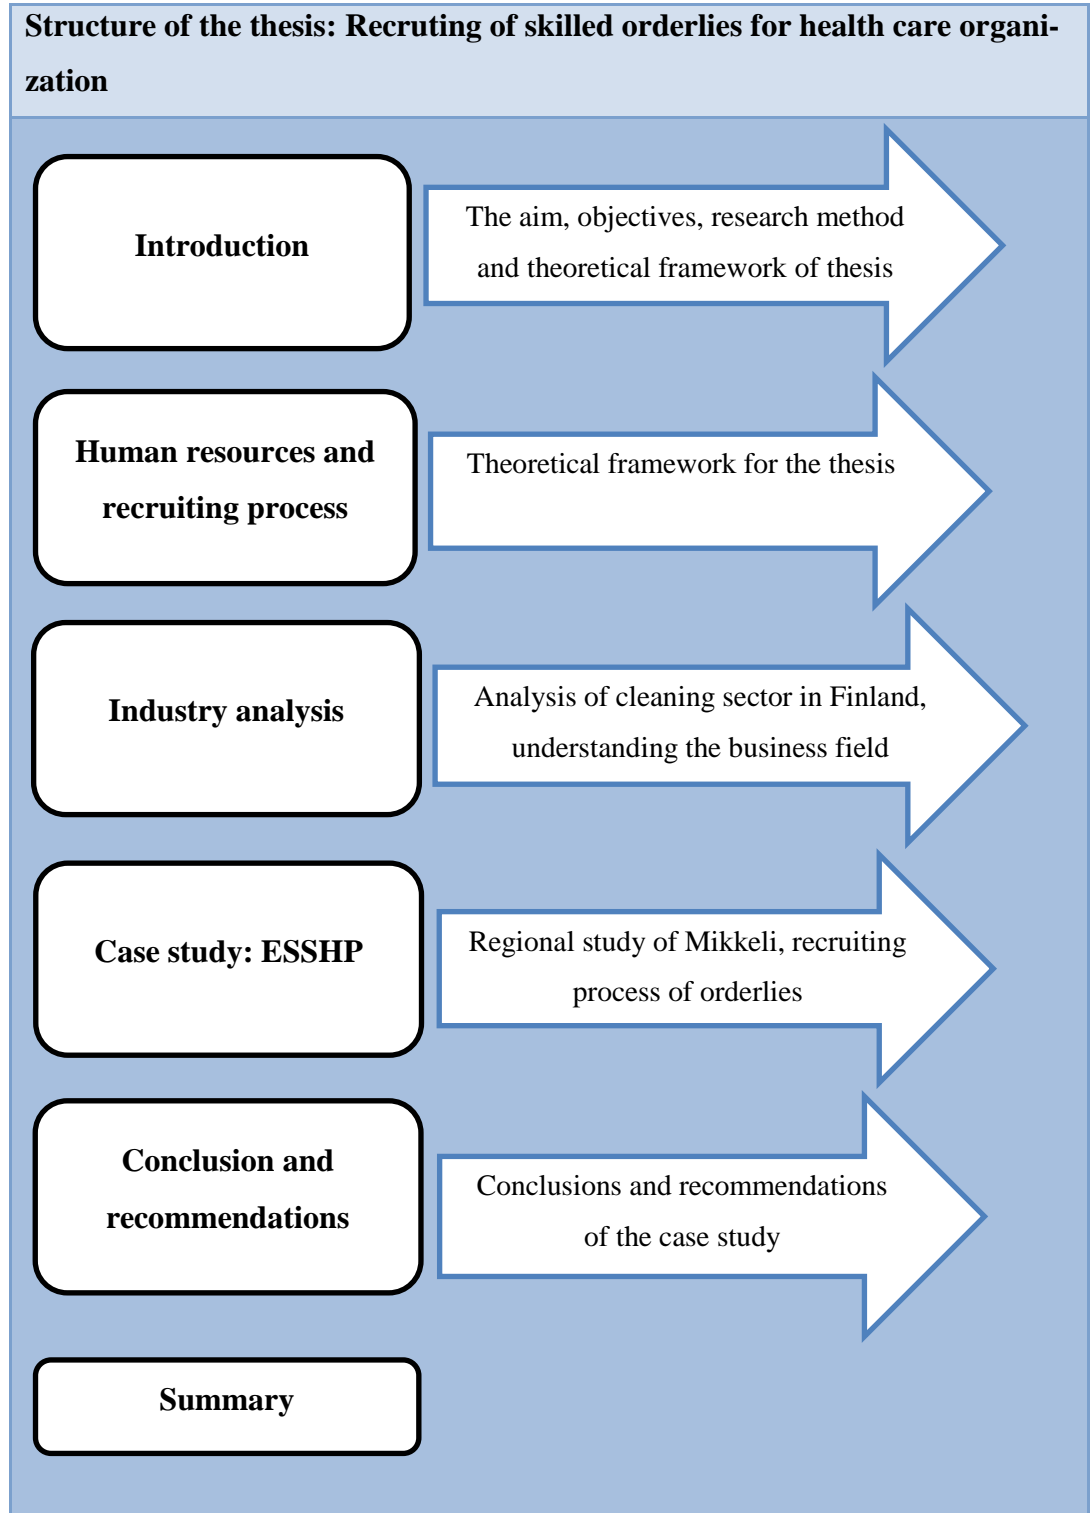 Structure of the thesis: Recruting of skilled orderlies for health care organi-
zation
Introduction
The aim, objectives, research method
and theoretical framework of thesis
Human resources and
recruiting process
Theoretical framework for the thesis
Industry analysis
Analysis of cleaning sector in Finland,
understanding the business field
Case study: ESSHP
Regional study of Mikkeli, recruiting
process of orderlies
Conclusion and
recommendations
Conclusions and recommendations
of the case study
Summary